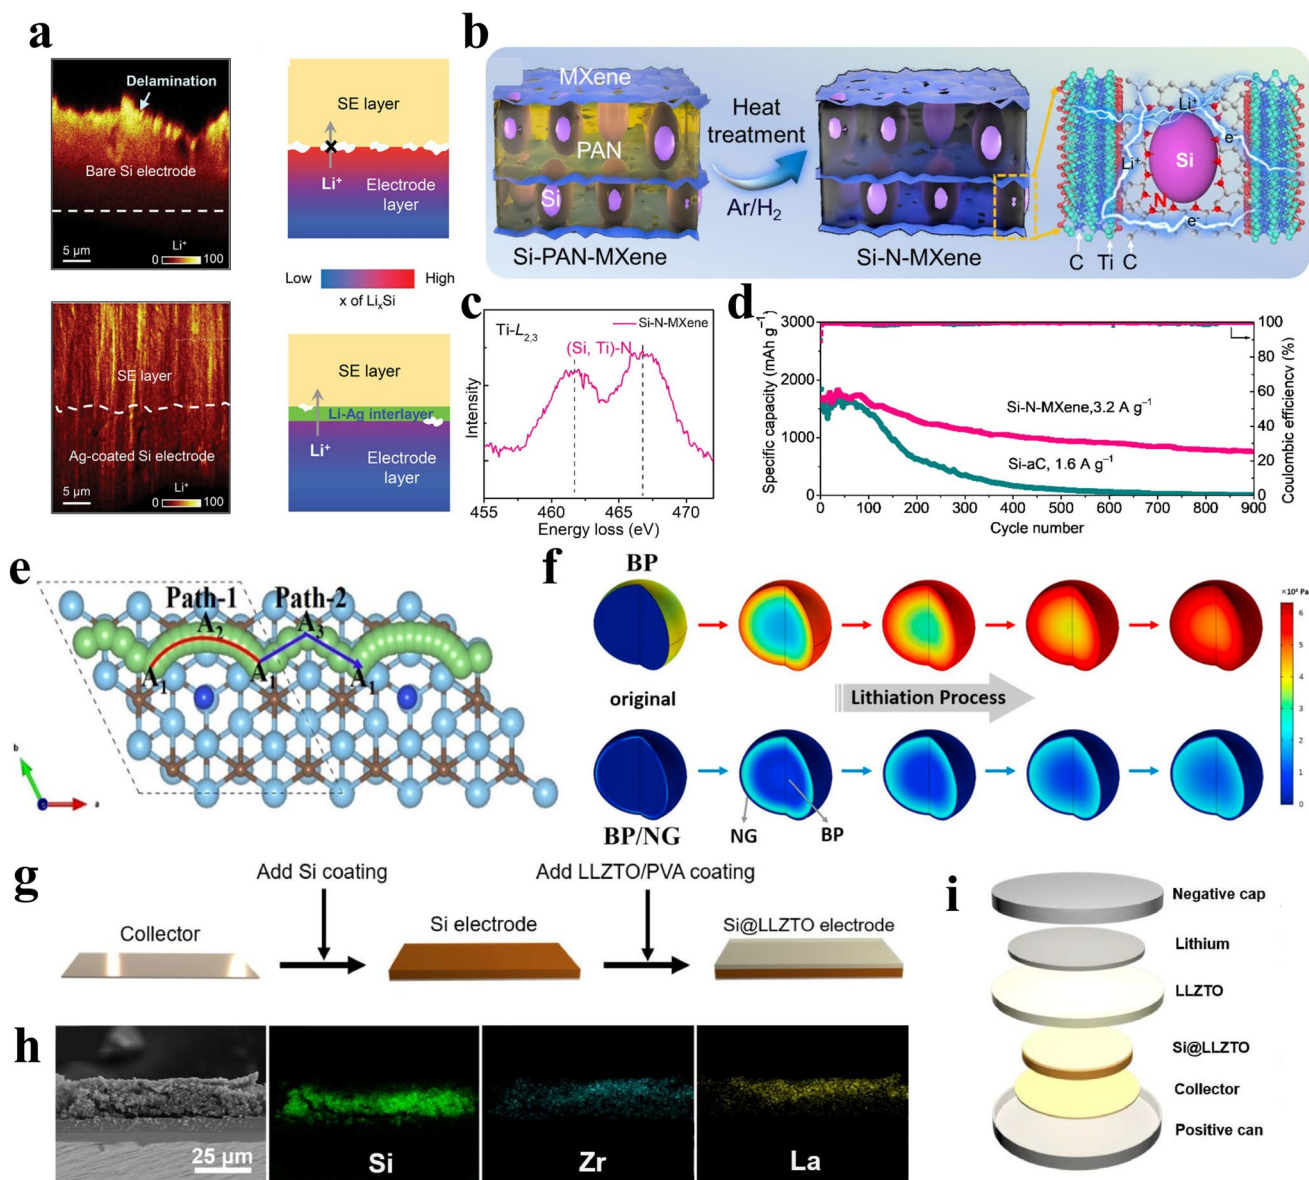 a
Delamination
Bare Si electrode
5 μm
Li⁺
0 100
SE layer
Li⁺
Electrode
layer
Low High
x of LiₓSi
SE layer
Ag-coated Si electrode
5 μm
Li⁺
0 100
SE layer
Li-Ag interlayer
Li⁺
Electrode
layer
b
MXene
PAN
Si
Si-PAN-MXene
Heat
treatment
Ar/H₂
Si-N-MXene
Li⁺
e⁻
Li⁺
Si
N
e⁻
C Ti C
c
Ti-L₂,₃
Si-N-MXene
(Si, Ti)-N
Intensity
455 460 465 470
Energy loss (eV)
d
Specific capacity (mAh g⁻¹)
3000
2000
1000
0
Si-N-MXene,3.2 A g⁻¹
Si-aC, 1.6 A g⁻¹
100
80
60
40
20
0
Coulombic efficiency (%)
0 100 200 300 400 500 600 700 800 900
Cycle number
e
Path-1 Path-2
A₂ A₃
A₁ A₁ A₁
b
c
a
f
BP
original
Lithiation Process
BP/NG
NG
BP
×10⁴ Pa
6
5
4
3
2
1
0
g
Add Si coating
Add LLZTO/PVA coating
Collector
Si electrode
Si@LLZTO electrode
h
25 μm
Si
Zr
La
i
Negative cap
Lithium
LLZTO
Si@LLZTO
Collector
Positive can